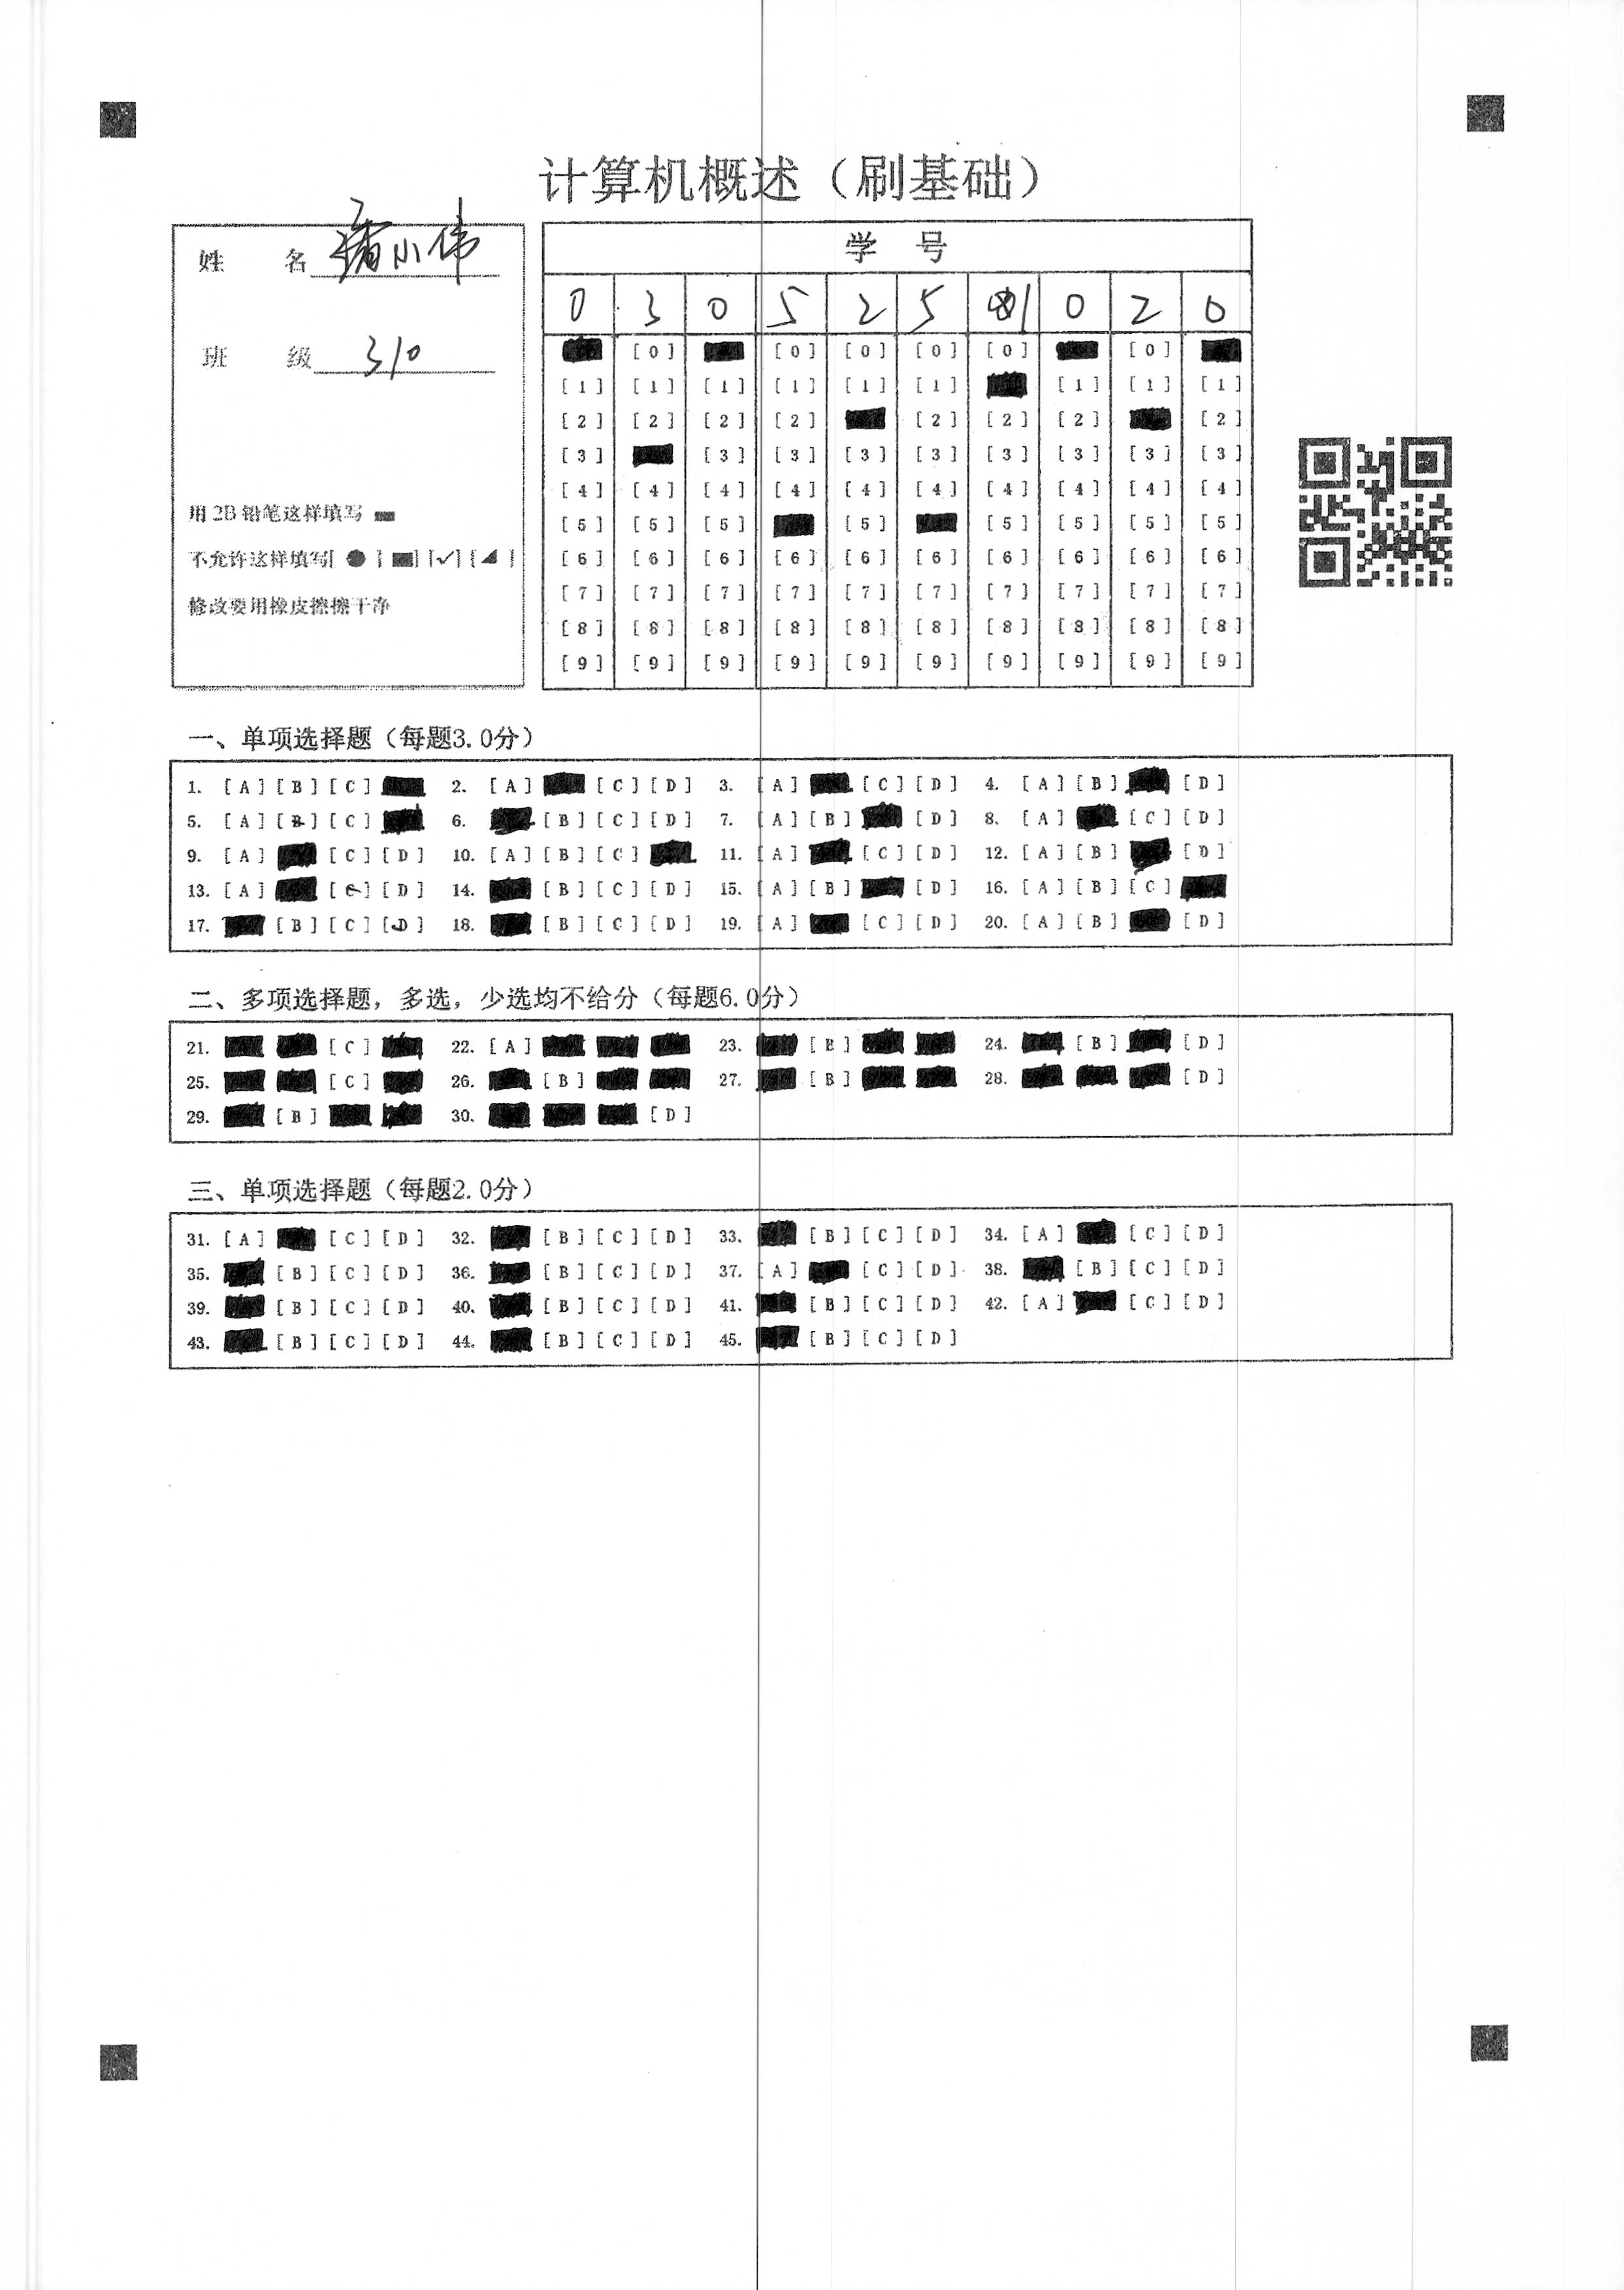 计算机概述（刷基础）
姓 名 小伟
班 级 310
用2B铅笔这样填写
不允许这样填写[ ● ] [ ■ ] [✓] [◢ ]
修改要用橡皮擦擦干净
学 号
0 3 0 5 2 5 1 0 2 0
[0] [0] [0] [0] [0] [0]
[1] [1] [1] [1] [1] [1] [1] [1] [1]
[2] [2] [2] [2] [2] [2] [2] [2]
[3] [3] [3] [3] [3] [3] [3] [3] [3]
[4] [4] [4] [4] [4] [4] [4] [4] [4] [4]
[5] [5] [5] [5] [5] [5] [5] [5]
[6] [6] [6] [6] [6] [6] [6] [6] [6] [6]
[7] [7] [7] [7] [7] [7] [7] [7] [7] [7]
[8] [8] [8] [8] [8] [8] [8] [8] [8] [8]
[9] [9] [9] [9] [9] [9] [9] [9] [9] [9]
一、单项选择题（每题3.0分）
1. [A] [B] [C] 2. [A] [C] [D] 3. [A] [C] [D] 4. [A] [B] [D]
5. [A] [B] [C] 6. [B] [C] [D] 7. [A] [B] [D] 8. [A] [C] [D]
9. [A] [C] [D] 10. [A] [B] [C] 11. [A] [C] [D] 12. [A] [B] [D]
13. [A] [C] [D] 14. [B] [C] [D] 15. [A] [B] [D] 16. [A] [B] [C]
17. [B] [C] [D] 18. [B] [C] [D] 19. [A] [C] [D] 20. [A] [B] [D]
二、多项选择题，多选，少选均不给分（每题6.0分）
21. [C] 22. [A] 23. [B] 24. [B] [D]
25. [C] 26. [B] 27. [B] 28. [D]
29. [B] 30. [D]
三、单项选择题（每题2.0分）
31. [A] [C] [D] 32. [B] [C] [D] 33. [B] [C] [D] 34. [A] [C] [D]
35. [B] [C] [D] 36. [B] [C] [D] 37. [A] [C] [D] 38. [B] [C] [D]
39. [B] [C] [D] 40. [B] [C] [D] 41. [B] [C] [D] 42. [A] [C] [D]
43. [B] [C] [D] 44. [B] [C] [D] 45. [B] [C] [D]